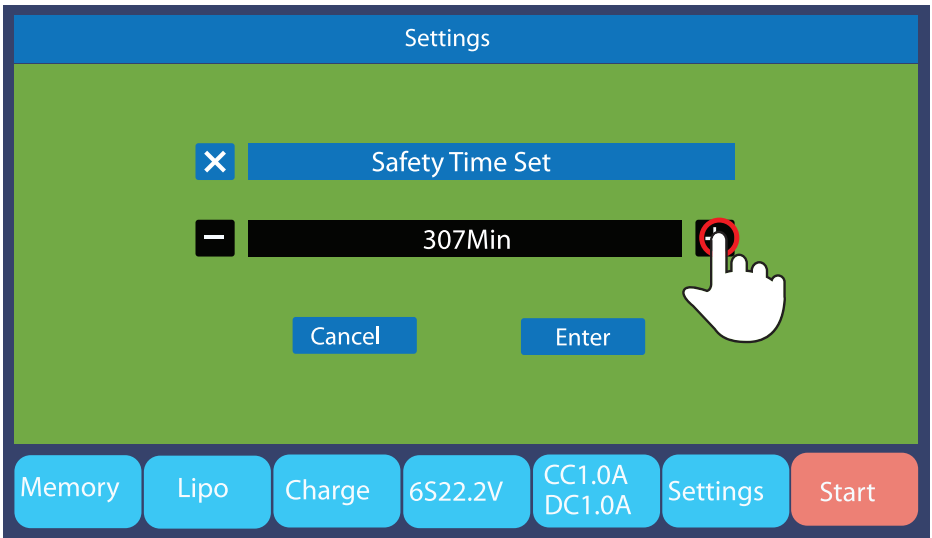 Settings
× Safety Time Set
− 307Min +
Cancel Enter
Memory Lipo Charge 6S22.2V CC1.0A Settings Start
DC1.0A